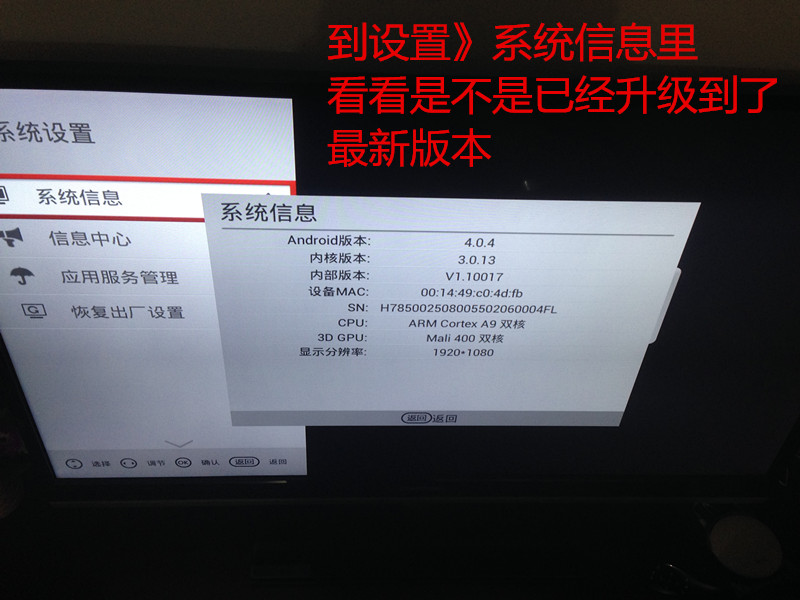 到设置》系统信息里
看看是不是已经升级到了
最新版本
系统设置
系统信息
信息中心
应用服务管理
恢复出厂设置
选择 调节 OK 确认 返回 返回
系统信息
Android版本: 4.0.4
内核版本: 3.0.13
内部版本: V1.10017
设备MAC: 00:14:49:c0:4d:fb
SN: H785002508005502060004FL
CPU: ARM Cortex A9 双核
3D GPU: Mali 400 双核
显示分辨率: 1920*1080
返回 返回